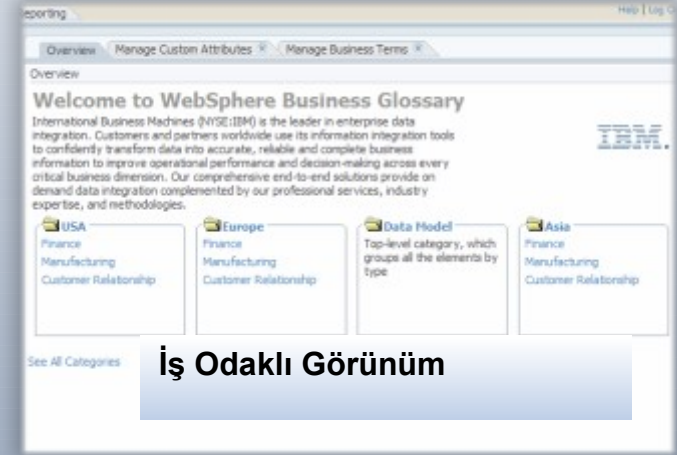 eporting
Help | Log
Overview Manage Custom Attributes × Manage Business Terms ×
Overview
Welcome to WebSphere Business Glossary
International Business Machines (NYSE:IBM) is the leader in enterprise data
integration. Customers and partners worldwide use its information integration tools
to confidently transform data into accurate, reliable and complete business
information to improve operational performance and decision-making across every
critical business dimension. Our comprehensive end-to-end solutions provide on
demand data integration complemented by our professional services, industry
expertise, and methodologies.
IBM.
USA
Finance
Manufacturing
Customer Relationship
Europe
Finance
Manufacturing
Customer Relationship
Data Model
Top-level category, which
groups all the elements by
type
Asia
Finance
Manufacturing
Customer Relationship
See All Categories
İş Odaklı Görünüm